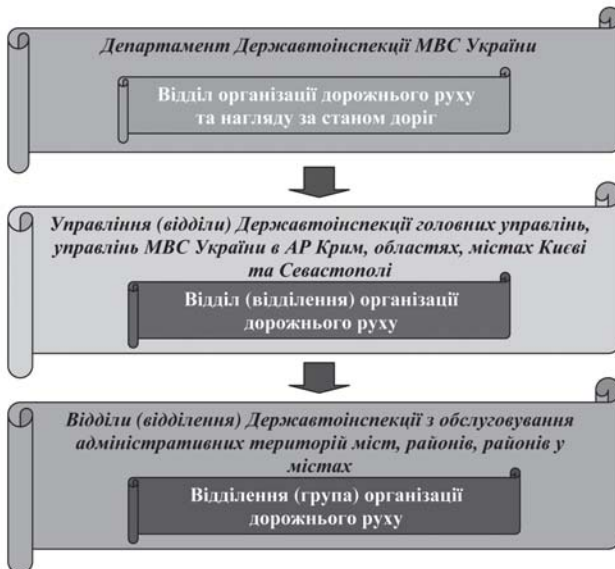 Департамент Державтоінспекції МВС України
Відділ організації дорожнього руху
та нагляду за станом доріг
Управління (відділи) Державтоінспекції головних управлінь,
управлінь МВС України в АР Крим, областях, містах Києві
та Севастополі
Відділ (відділення) організації
дорожнього руху
Відділи (відділення) Державтоінспекції з обслуговування
адміністративних територій міст, районів, районів у
містах
Відділення (група) організації
дорожнього руху